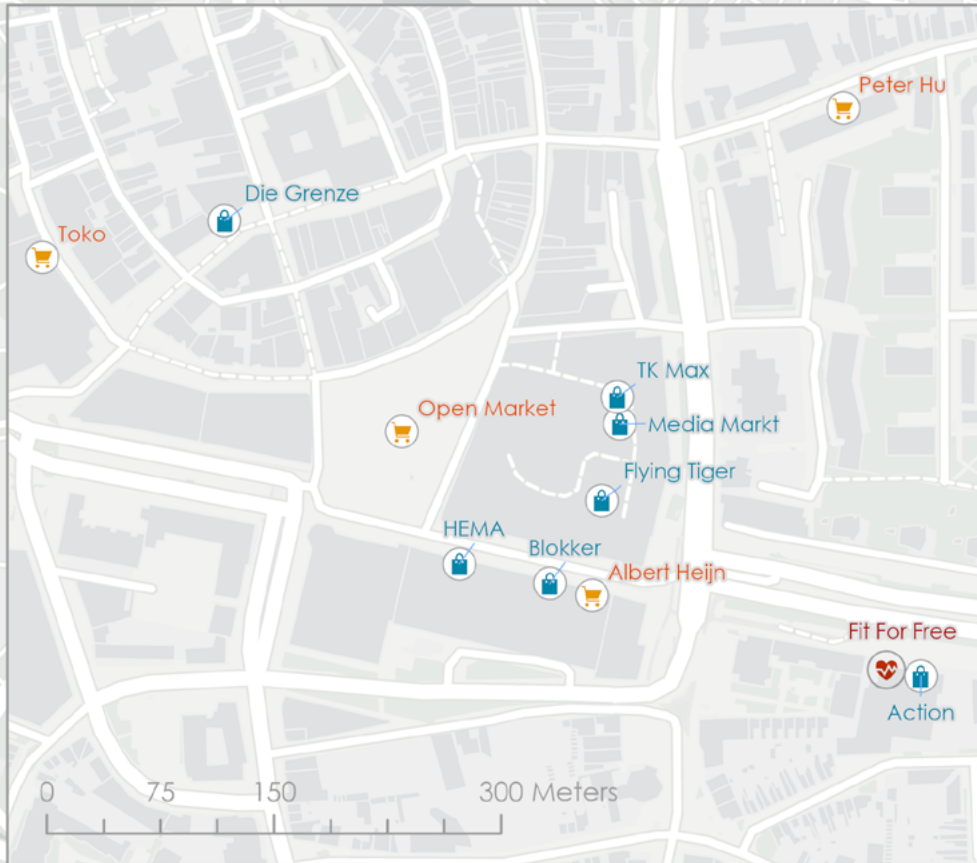 Peter Hu
Die Grenze
Toko
TK Max
Open Market
Media Markt
Flying Tiger
HEMA
Blokker
Albert Heijn
Fit For Free
Action
0 75 150 300 Meters